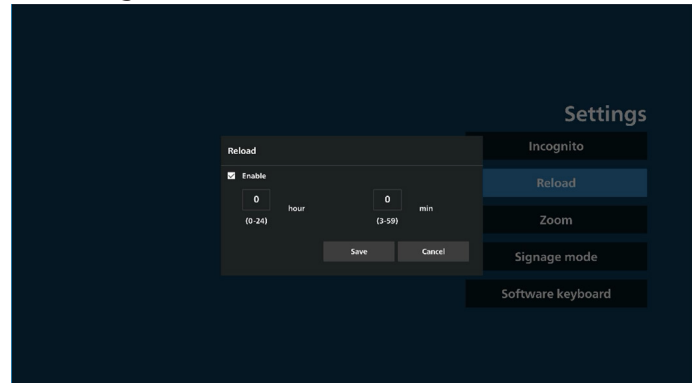 Settings
Incognito
Reload
Zoom
Signage mode
Software keyboard
Reload
Enable
0 hour 0 min
(0-24) (3-59)
Save Cancel